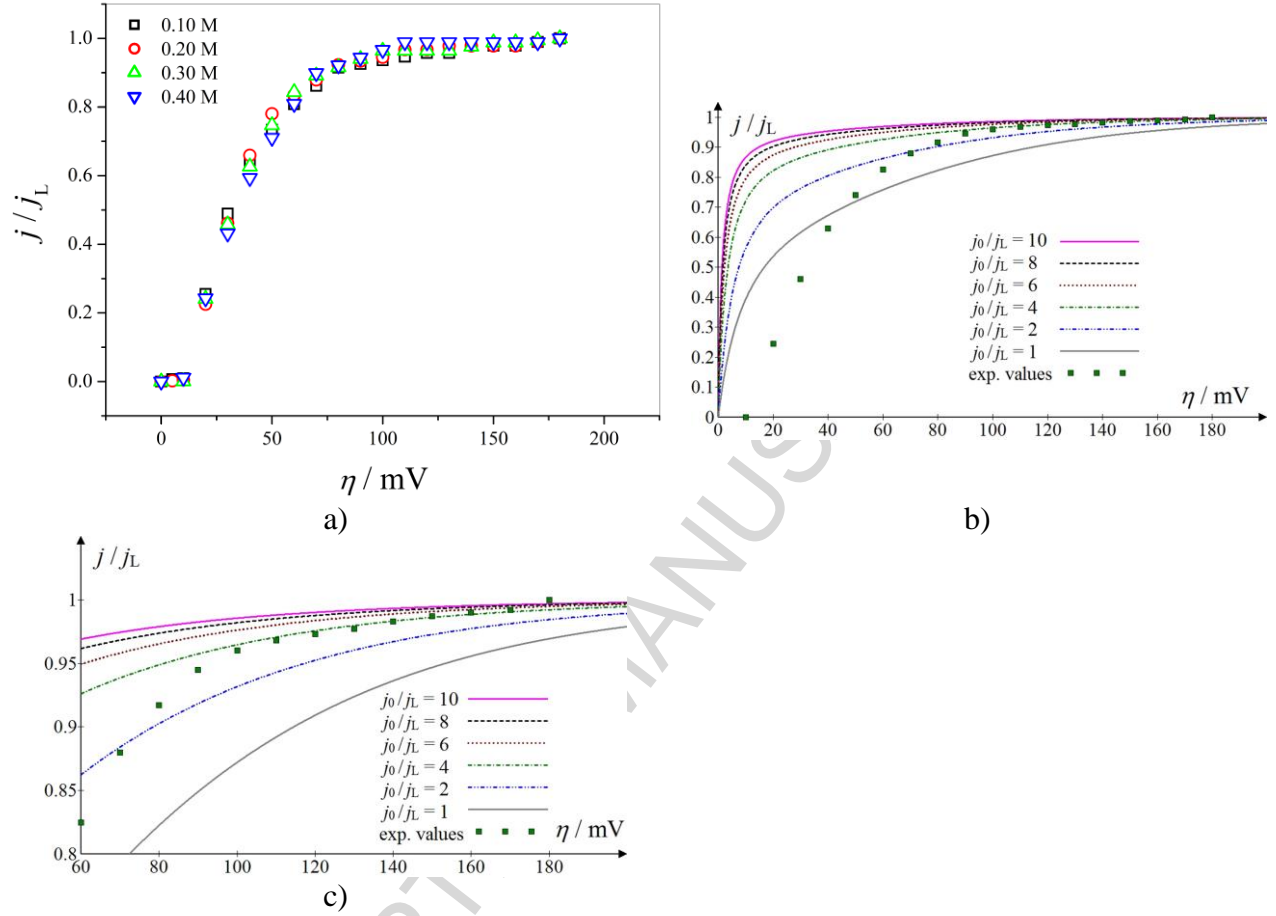 0.10 M
0.20 M
0.30 M
0.40 M
1.0
0.8
0.6
0.4
0.2
0.0
j / jL
0 50 100 150 200
η / mV
a)
j / jL
1
0.9
0.8
0.7
0.6
0.5
0.4
0.3
0.2
0.1
0
j0/jL = 10
j0/jL = 8
j0/jL = 6
j0/jL = 4
j0/jL = 2
j0/jL = 1
exp. values
η / mV
0 20 40 60 80 100 120 140 160 180
b)
j / jL
1
0.95
0.9
0.85
0.8
j0/jL = 10
j0/jL = 8
j0/jL = 6
j0/jL = 4
j0/jL = 2
j0/jL = 1
exp. values
η / mV
60 80 100 120 140 160 180
c)
MANUS